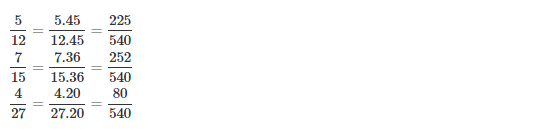 5/12 = 5.45/12.45 = 225/540
7/15 = 7.36/15.36 = 252/540
4/27 = 4.20/27.20 = 80/540